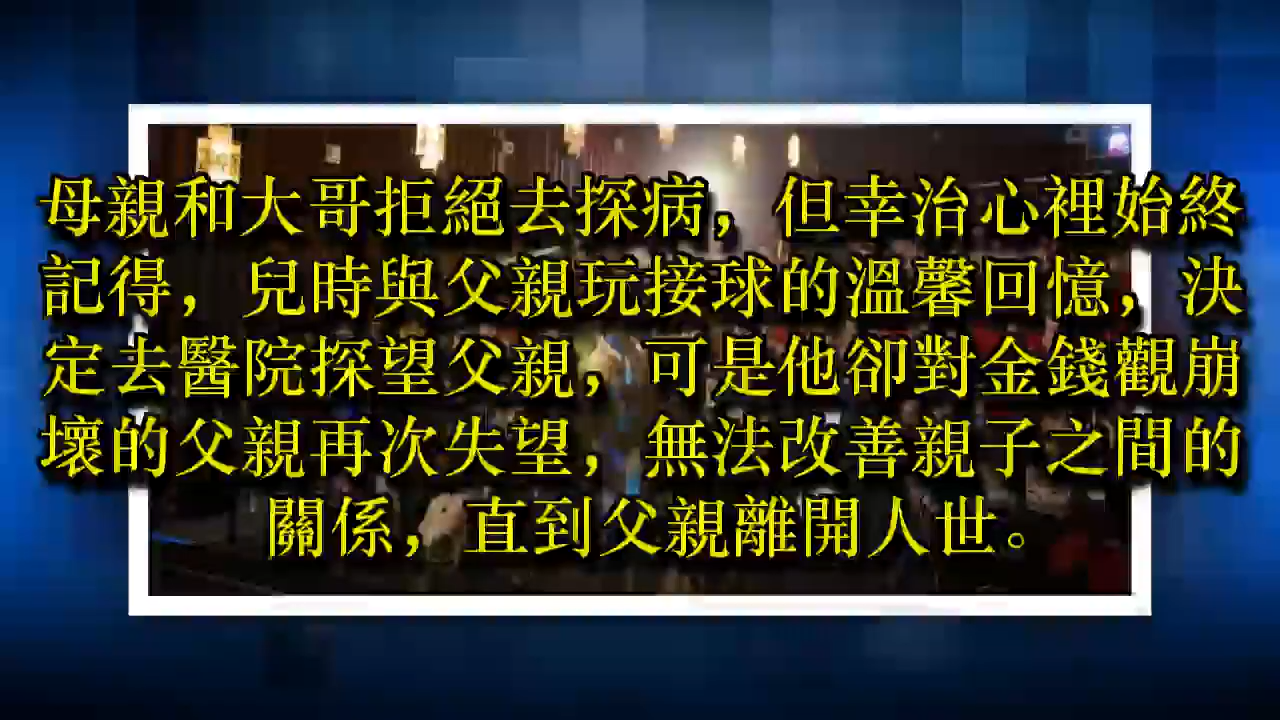 母親和大哥拒絕去探病，但幸治心裡始終
記得，兒時與父親玩接球的溫馨回憶，決
定去醫院探望父親，可是他卻對金錢觀崩
壞的父親再次失望，無法改善親子之間的
關係，直到父親離開人世。